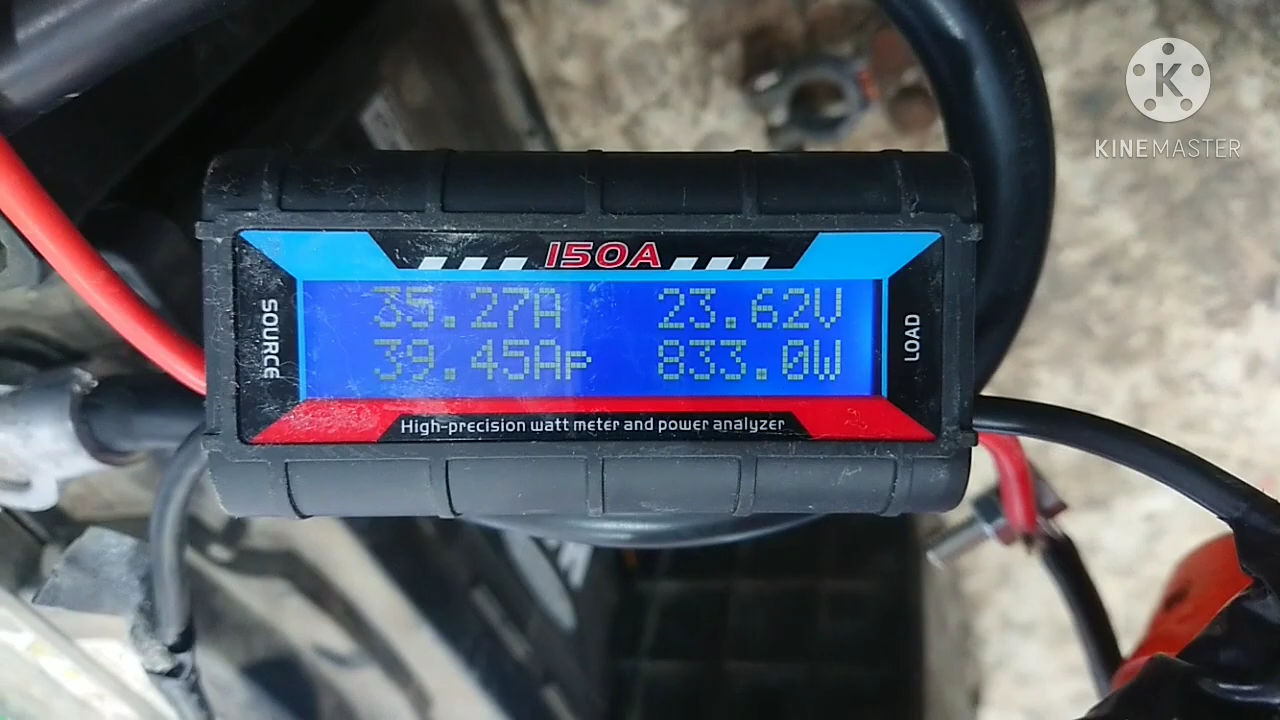 K
KINEMASTER
150A
SOURCE
35.27A 23.62V
39.45Ap 833.0W
LOAD
High-precision watt meter and power analyzer